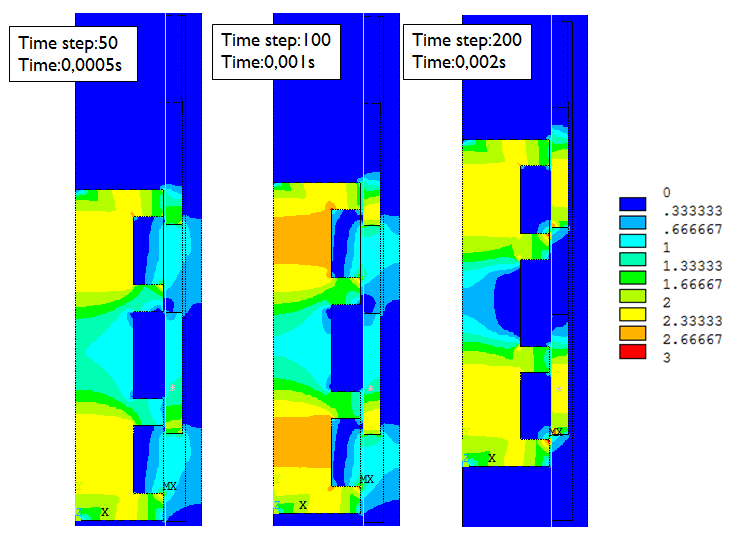 Time step:50
Time:0,0005s
Time step:100
Time:0,001s
Time step:200
Time:0,002s
0
.333333
.666667
1
1.33333
1.66667
2
2.33333
2.66667
3
MX
Z X
MX
Z X
MX
Z X